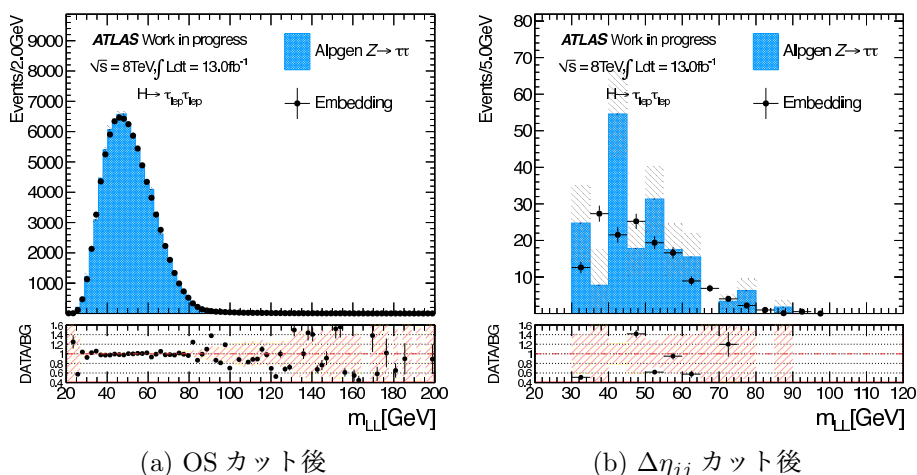 ATLAS Work in progress
√s = 8TeV, ∫ Ldt = 13.0fb⁻¹
H → τlepτlep
Alpgen Z→ττ
Embedding
Events/2.0GeV
9000
8000
7000
6000
5000
4000
3000
2000
1000
DATA/BG
1.6
1.4
1.2
1
0.8
0.6
0.4
20 40 60 80 100 120 140 160 180 200
mLL[GeV]
(a) OS カット後
ATLAS Work in progress
√s = 8TeV, ∫ Ldt = 13.0fb⁻¹
H → τlepτlep
Alpgen Z→ττ
Embedding
Events/5.0GeV
80
70
60
50
40
30
20
10
DATA/BG
1.6
1.4
1.2
1
0.8
0.6
0.4
20 30 40 50 60 70 80 90 100 110 120
mLL[GeV]
(b) Δηjj カット後